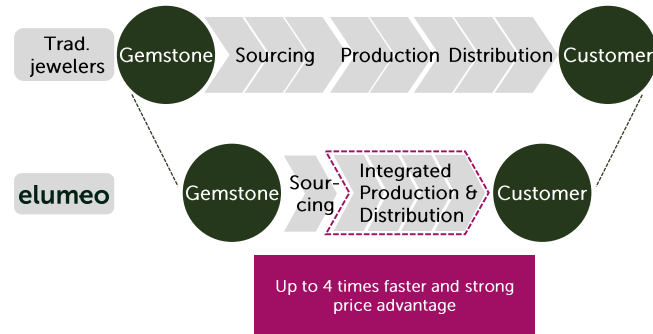 Trad.
jewelers
Gemstone
Sourcing
Production
Distribution
Customer
elumeo
Gemstone
Sour-
cing
Integrated
Production &
Distribution
Customer
Up to 4 times faster and strong
price advantage